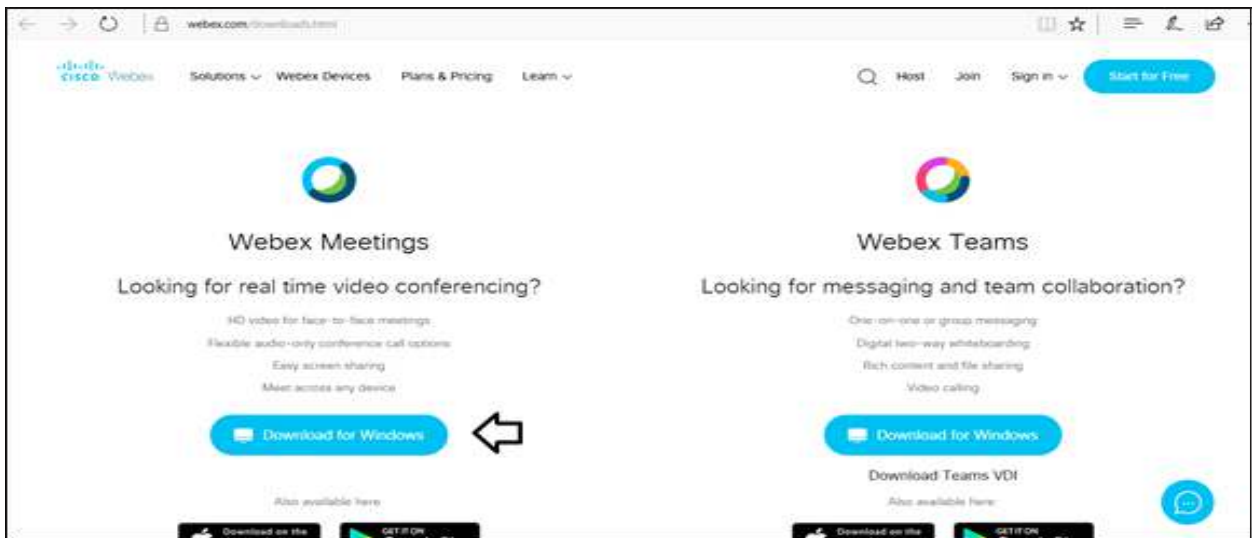 webex.com/downloads.html
CISCO Webex Solutions Webex Devices Plans & Pricing Learn Host Join Sign in Start for Free
Webex Meetings
Looking for real time video conferencing?
HD video for face-to-face meetings
Flexible audio-only conference call options
Easy screen sharing
Meet across any device
Download for Windows
Also available here
Download on the
GET IT ON
Webex Teams
Looking for messaging and team collaboration?
One-on-one or group messaging
Digital two-way whiteboarding
Rich content and file sharing
Video calling
Download for Windows
Download Teams VDI
Also available here
Download on the
GET IT ON